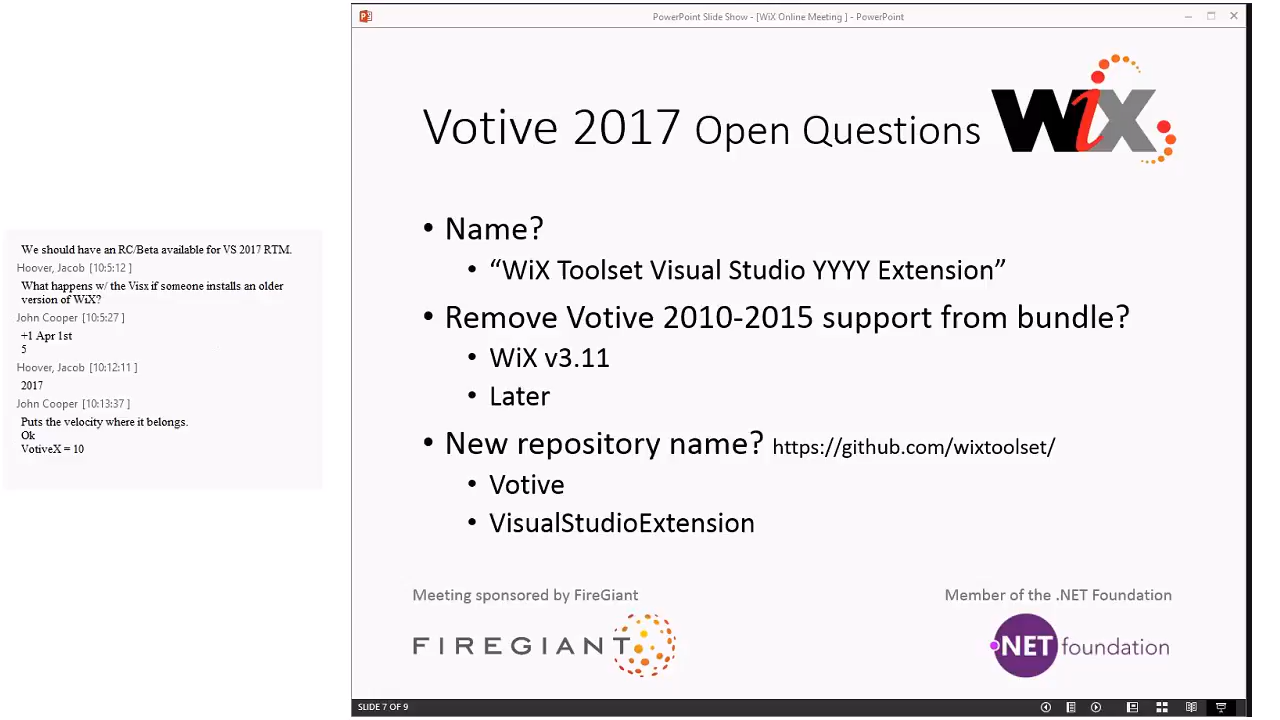 We should have an RC/Beta available for VS 2017 RTM.
Hoover, Jacob [10:5:12 ]
What happens w/ the Visx if someone installs an older
version of WiX?
John Cooper [10:5:27 ]
+1 Apr 1st
5
Hoover, Jacob [10:12:11 ]
2017
John Cooper [10:13:37 ]
Puts the velocity where it belongs.
Ok
VotiveX = 10
PowerPoint Slide Show - [WiX Online Meeting ] - PowerPoint
Votive 2017 Open Questions
WiX
• Name?
• “WiX Toolset Visual Studio YYYY Extension”
• Remove Votive 2010-2015 support from bundle?
• WiX v3.11
• Later
• New repository name? https://github.com/wixtoolset/
• Votive
• VisualStudioExtension
Meeting sponsored by FireGiant
FIREGIANT
Member of the .NET Foundation
.NET foundation
SLIDE 7 OF 9